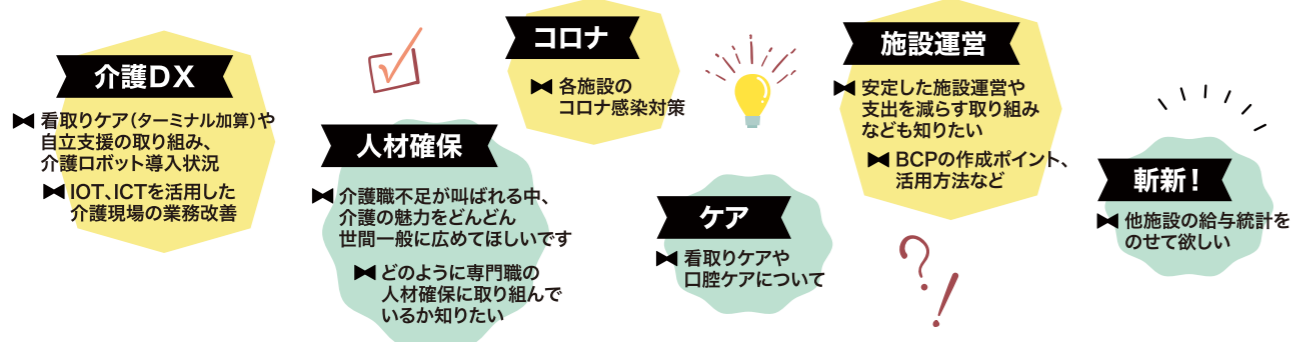 介護DX
看取りケア(ターミナル加算)や
自立支援の取り組み、
介護ロボット導入状況
IOT、ICTを活用した
介護現場の業務改善
人材確保
介護職不足が叫ばれる中、
介護の魅力をどんどん
世間一般に広めてほしいです
どのように専門職の
人材確保に取り組んで
いるか知りたい
コロナ
各施設の
コロナ感染対策
ケア
看取りケアや
口腔ケアについて
施設運営
安定した施設運営や
支出を減らす取り組み
なども知りたい
BCPの作成ポイント、
活用方法など
斬新!
他施設の給与統計を
のせて欲しい